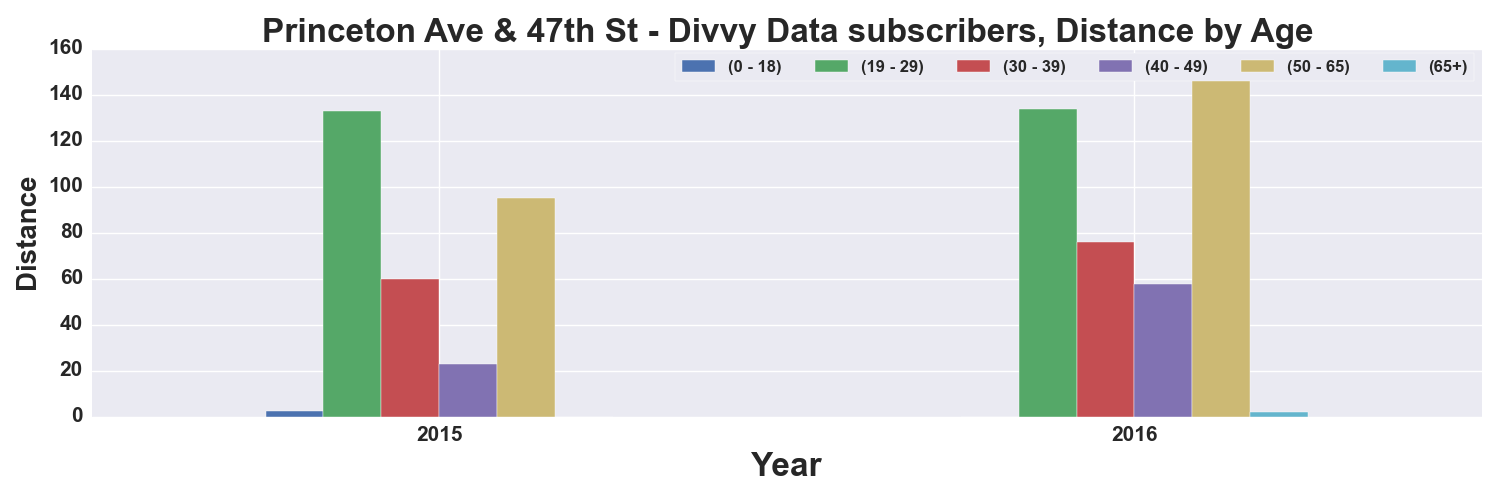 Princeton Ave & 47th St - Divvy Data subscribers, Distance by Age
(0 - 18) (19 - 29) (30 - 39) (40 - 49) (50 - 65) (65+)
160
140
120
100
80
60
40
20
0
Distance
2015 2016
Year